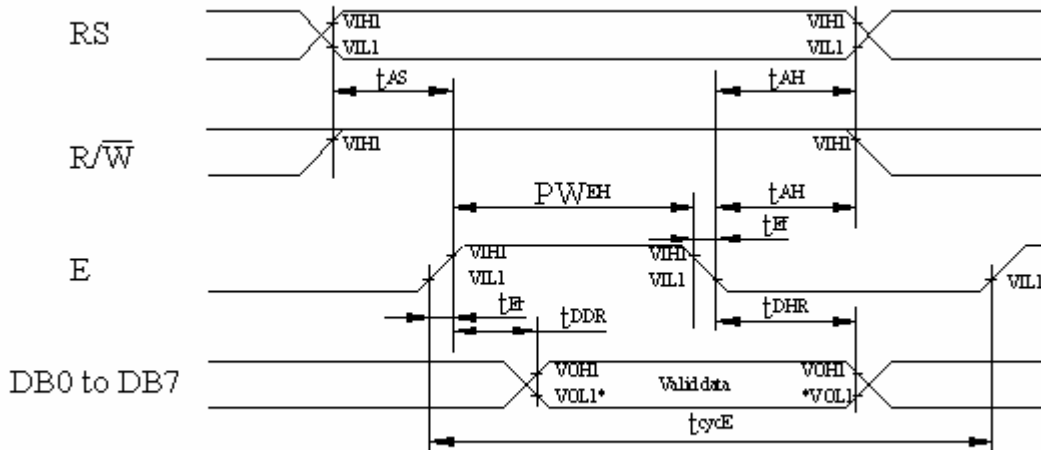 RS VIH1 VIH1
VIL1 VIL1
tAS tAH
R/W̅ VIH1 VIH1
PWEH tAH
tEf
E VIH1 VIH1
VIL1 VIL1 VIL1
tEr tDDR tDHR
DB0 to DB7 VOH1 Valid data VOH1
VOL1* *VOL1
tcycE